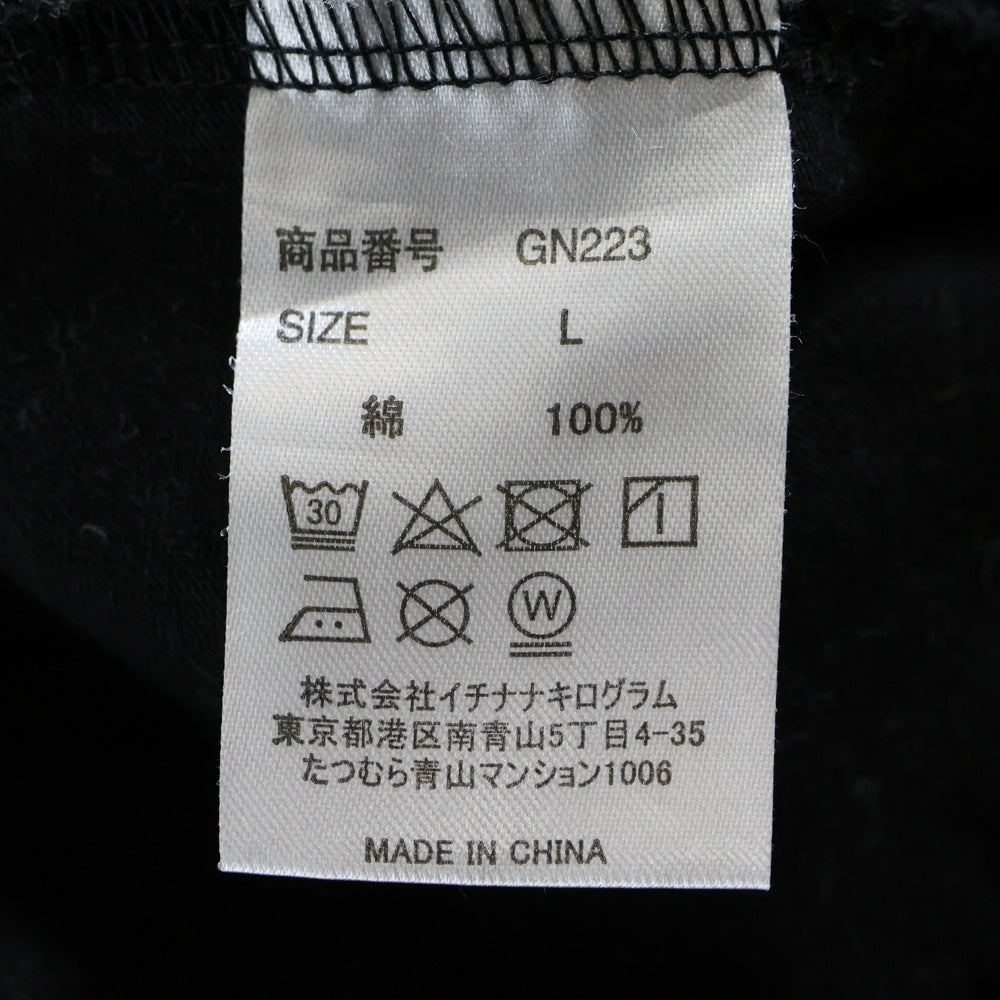 商品番号 GN223
SIZE L
綿 100%
30
W
株式会社イチナナキログラム
東京都港区南青山5丁目4-35
たつむら青山マンション1006
MADE IN CHINA